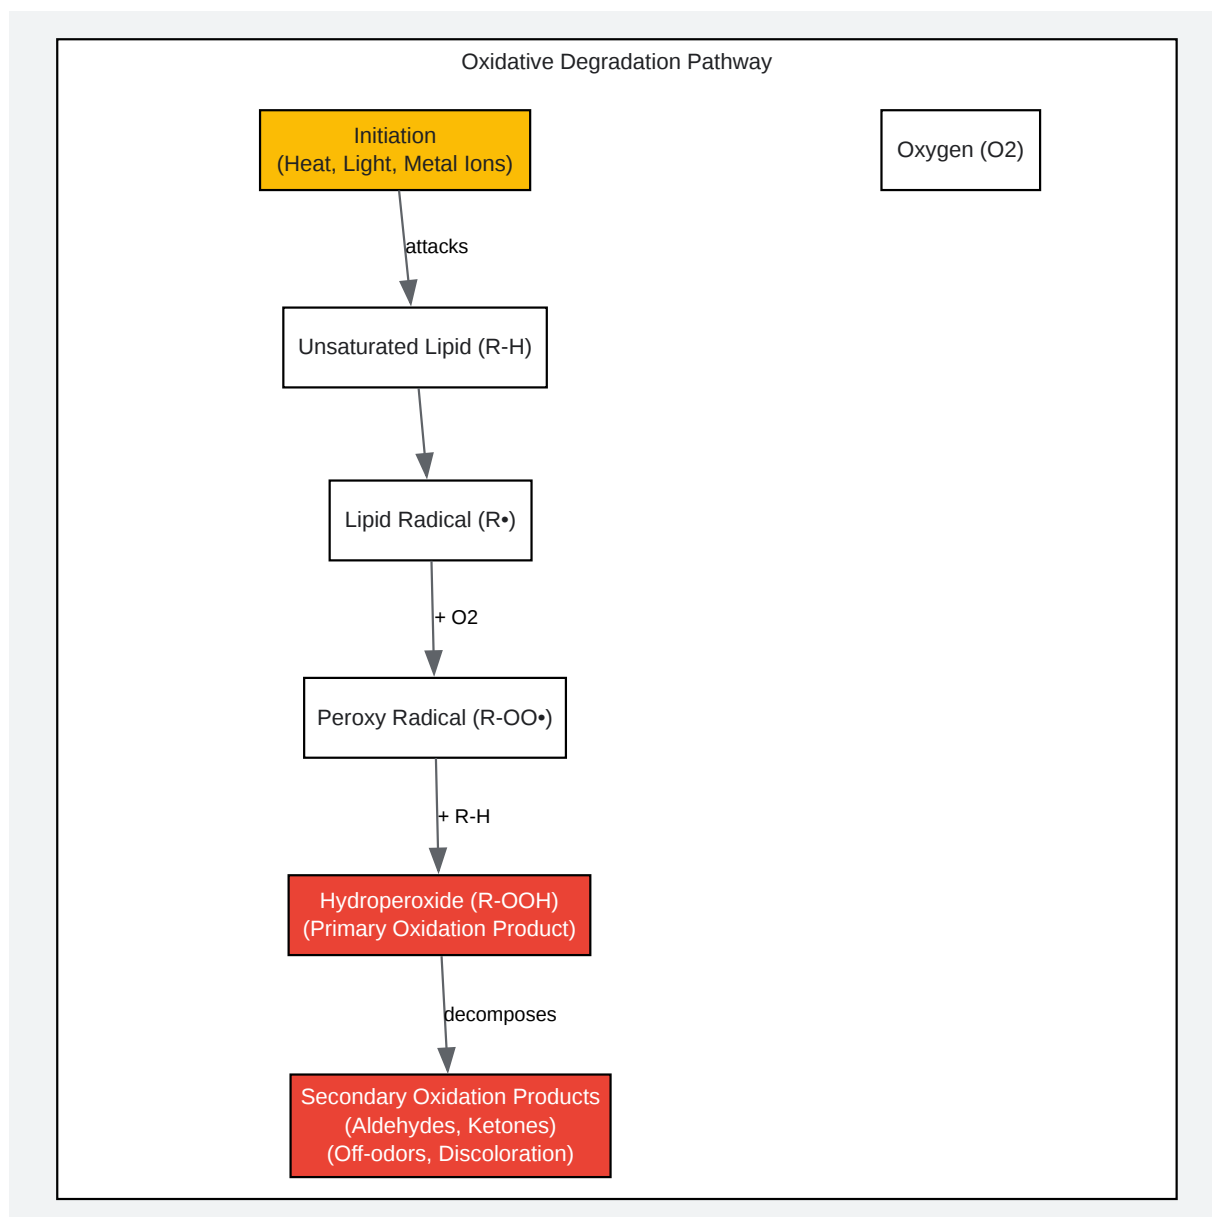 Oxidative Degradation Pathway
Initiation
(Heat, Light, Metal Ions)
Oxygen (O2)
attacks
Unsaturated Lipid (R-H)
Lipid Radical (R•)
+ O2
Peroxy Radical (R-OO•)
+ R-H
Hydroperoxide (R-OOH)
(Primary Oxidation Product)
decomposes
Secondary Oxidation Products
(Aldehydes, Ketones)
(Off-odors, Discoloration)